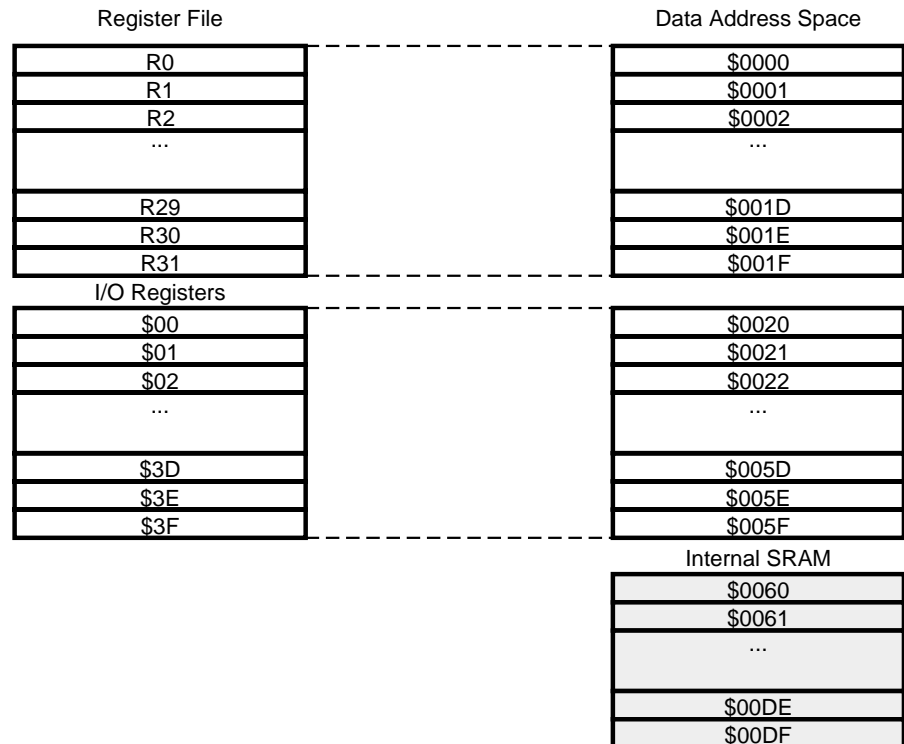 Register File Data Address Space
R0 $0000
R1 $0001
R2 $0002
... ...
R29 $001D
R30 $001E
R31 $001F
I/O Registers
$00 $0020
$01 $0021
$02 $0022
... ...
$3D $005D
$3E $005E
$3F $005F
Internal SRAM
$0060
$0061
...
$00DE
$00DF